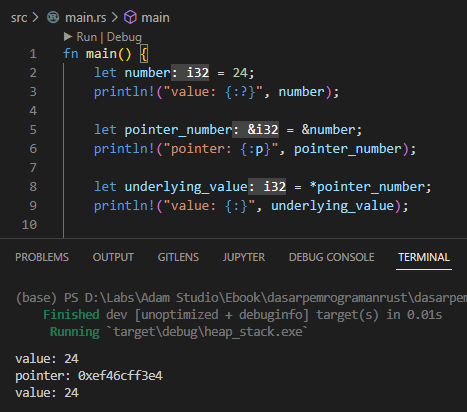 src > main.rs > main
Run | Debug
1 fn main() {
2 let number: i32 = 24;
3 println!("value: {:?}", number);
4
5 let pointer_number: &i32 = &number;
6 println!("pointer: {:p}", pointer_number);
7
8 let underlying_value: i32 = *pointer_number;
9 println!("value: {:}", underlying_value);
10
PROBLEMS OUTPUT GITLENS JUPYTER DEBUG CONSOLE TERMINAL
(base) PS D:\Labs\Adam Studio\Ebook\dasarpemrogramanrust\dasarpem
Finished dev [unoptimized + debuginfo] target(s) in 0.01s
Running `target\debug\heap_stack.exe`
value: 24
pointer: 0xef46cff3e4
value: 24